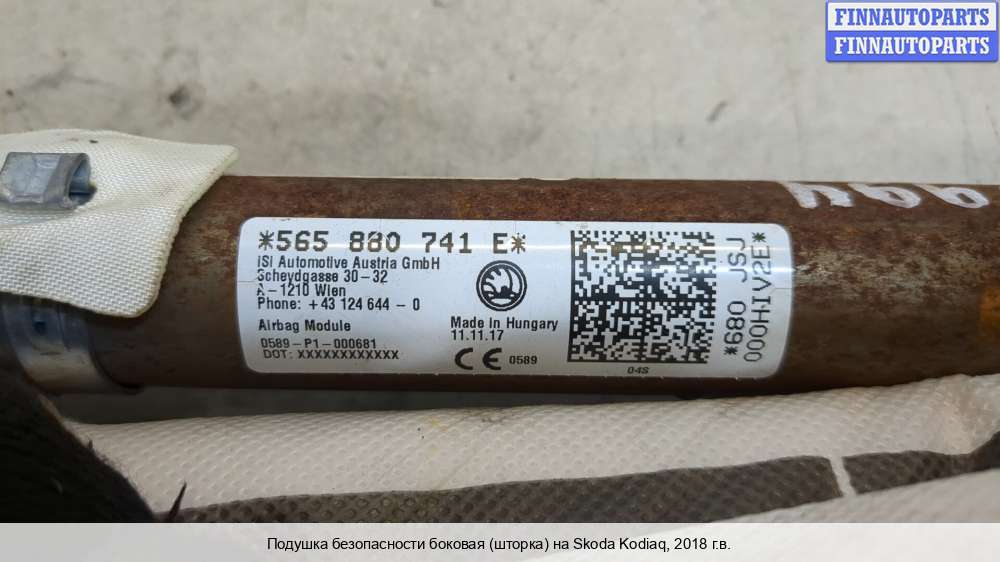 FINNAUTOPARTS
FINNAUTOPARTS
*565 880 741 E*
iSi Automotive Austria GmbH
Scheydgasse 30-32
A-1210 Wien
Phone: +43 124 644-0
Airbag Module
0589-P1-000681
DOT: XXXXXXXXXXXX
Made In Hungary
11.11.17
CE 0589
04S
*680 JSJ
000HIV2E*
Подушка безопасности боковая (шторка) на Skoda Kodiaq, 2018 г.в.